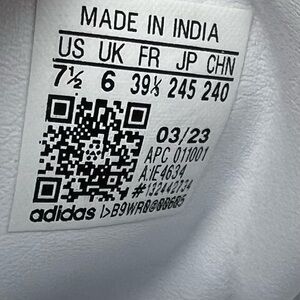 MADE IN INDIA
US UK FR JP CHN
7½ 6 39⅓ 245 240
03/23
APC 011001
A:IE4634
#132442734
adidas